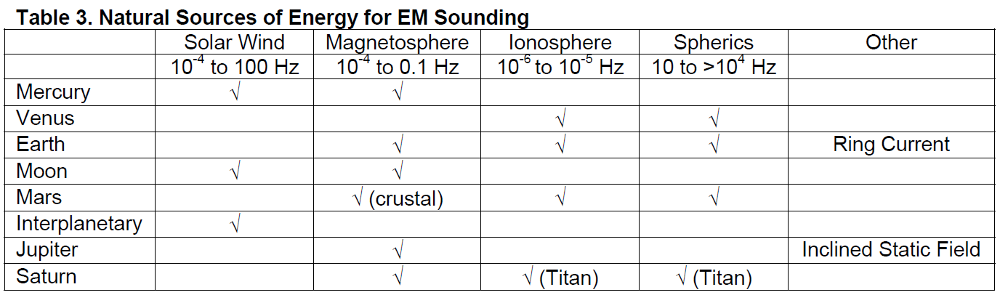 Table 3. Natural Sources of Energy for EM Sounding
Solar Wind Magnetosphere Ionosphere Spherics Other
10⁻⁴ to 100 Hz 10⁻⁴ to 0.1 Hz 10⁻⁶ to 10⁻⁵ Hz 10 to >10⁴ Hz
Mercury √ √
Venus √ √
Earth √ √ √ Ring Current
Moon √ √
Mars √ (crustal) √ √
Interplanetary √
Jupiter √ Inclined Static Field
Saturn √ √ (Titan) √ (Titan)